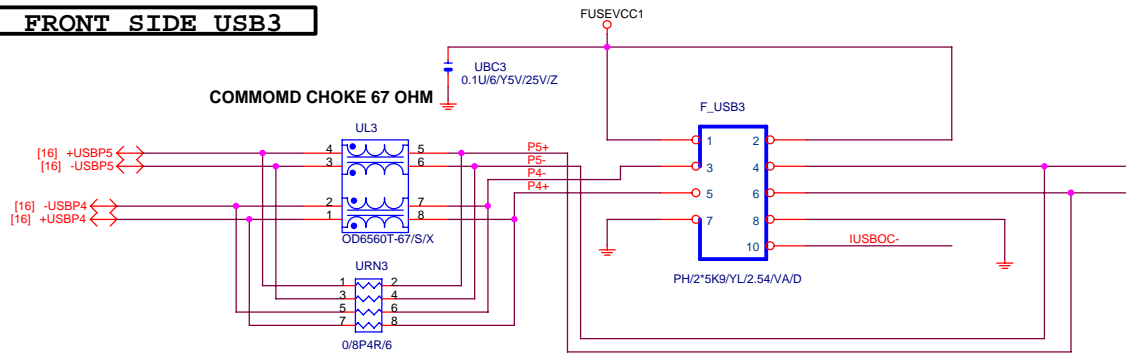 FRONT SIDE USB3
FUSEVCC1
UBC3
0.1U/6/Y5V/25V/Z
COMMOMD CHOKE 67 OHM
F_USB3
UL3
[16] +USBP5 4 5 P5+ 1 2
[16] -USBP5 3 6 P5- 3 4
P4-
P4+ 5 6
[16] -USBP4 2 7
[16] +USBP4 1 8 7 8
OD6560T-67/S/X
10 IUSBOC-
URN3
PH/2*5K9/YL/2.54/VA/D
1 2
3 4
5 6
7 8
0/8P4R/6